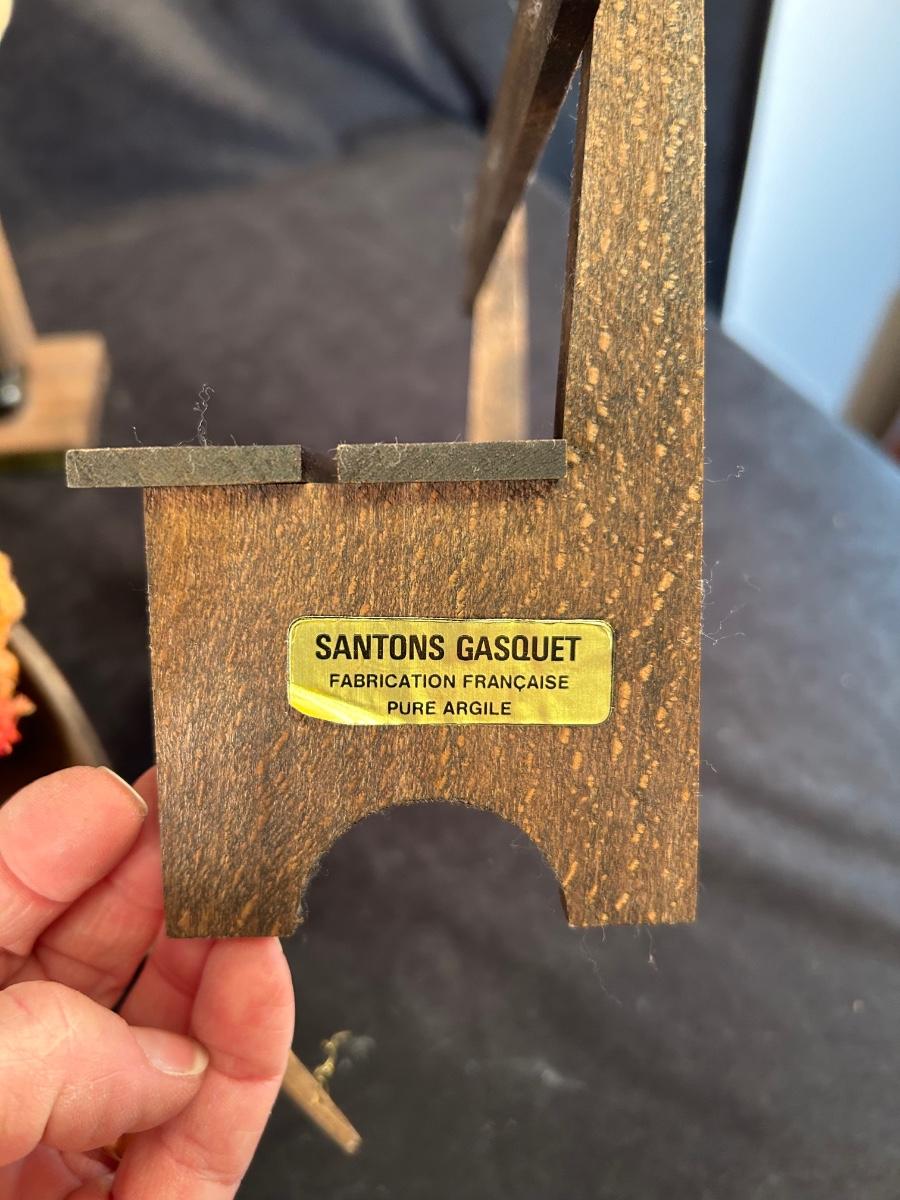 SANTONS GASQUET
FABRICATION FRANÇAISE
PURE ARGILE